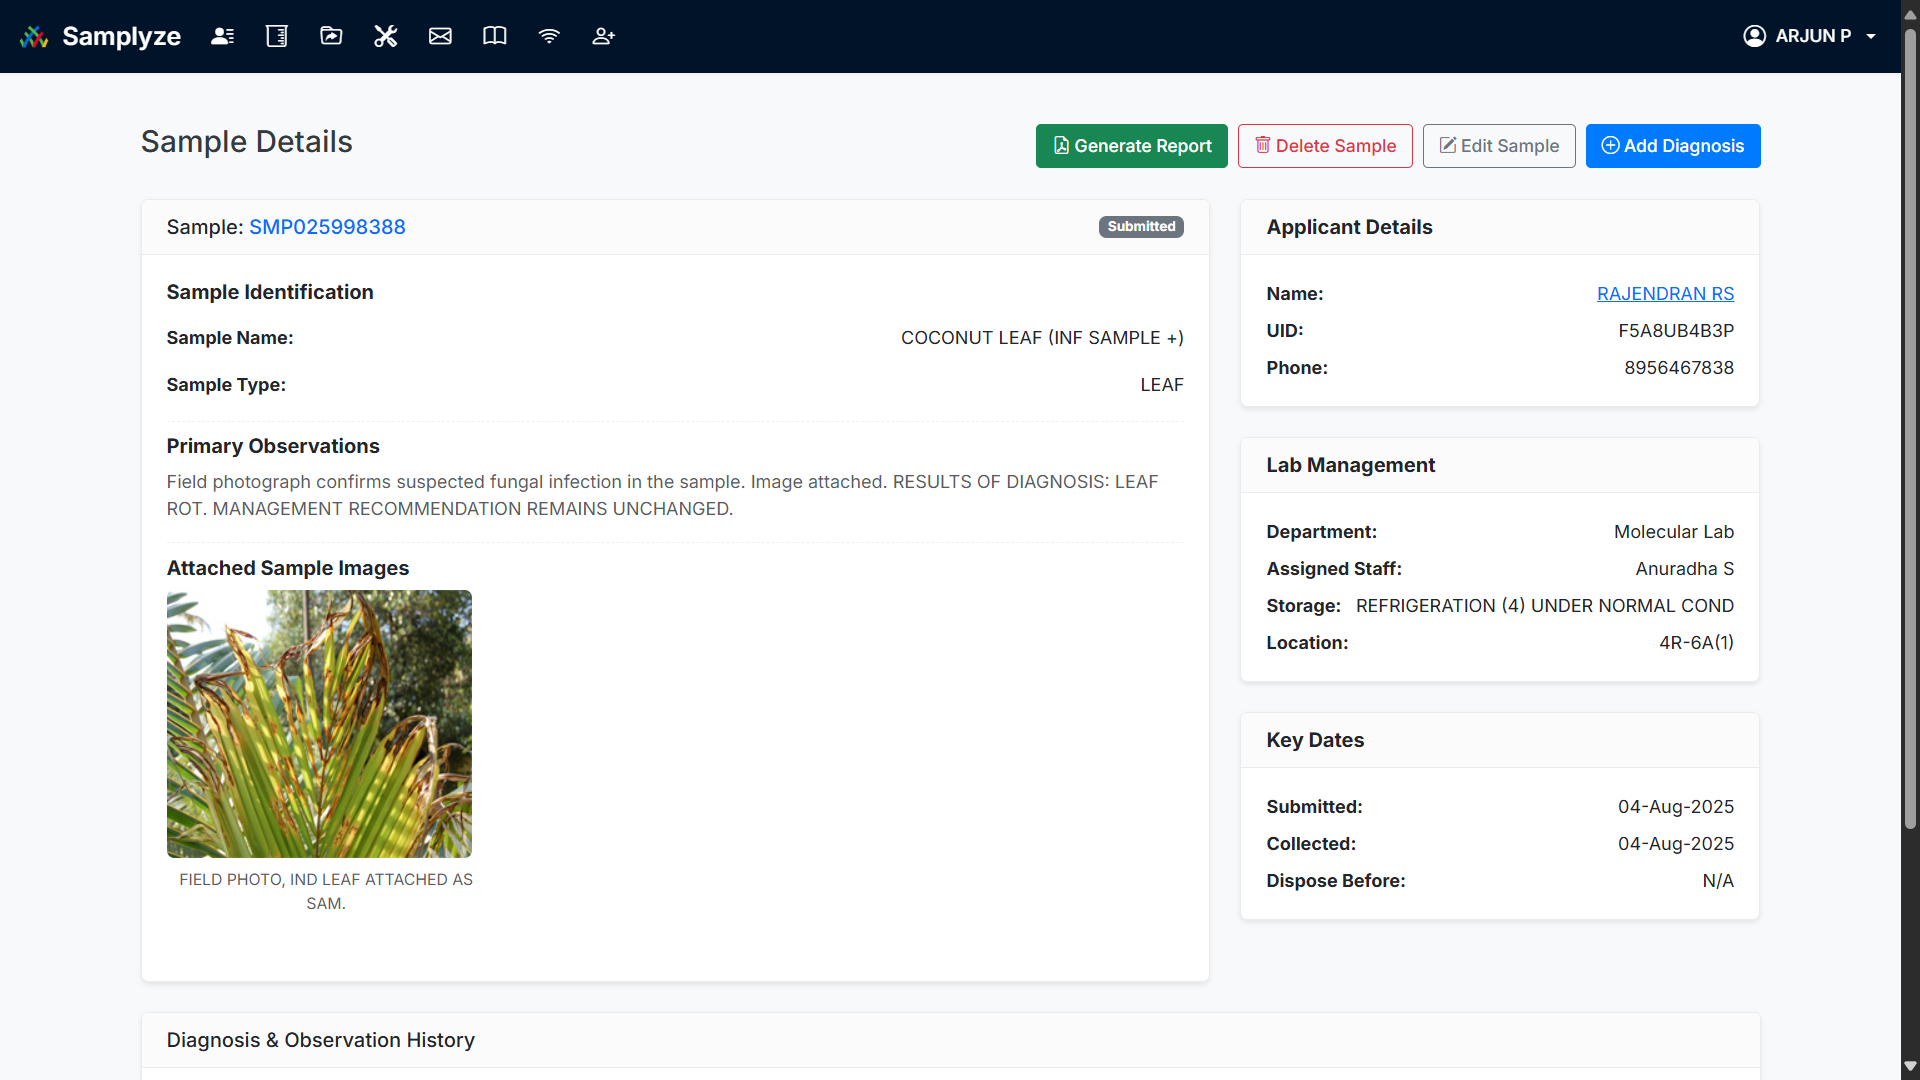 Samplyze
ARJUN P
Sample Details
Generate Report
Delete Sample
Edit Sample
Add Diagnosis
Sample: SMP025998388
Submitted
Sample Identification
Sample Name: COCONUT LEAF (INF SAMPLE +)
Sample Type: LEAF
Primary Observations
Field photograph confirms suspected fungal infection in the sample. Image attached. RESULTS OF DIAGNOSIS: LEAF
ROT. MANAGEMENT RECOMMENDATION REMAINS UNCHANGED.
Attached Sample Images
FIELD PHOTO, IND LEAF ATTACHED AS
SAM.
Applicant Details
Name: RAJENDRAN RS
UID: F5A8UB4B3P
Phone: 8956467838
Lab Management
Department: Molecular Lab
Assigned Staff: Anuradha S
Storage: REFRIGERATION (4) UNDER NORMAL COND
Location: 4R-6A(1)
Key Dates
Submitted: 04-Aug-2025
Collected: 04-Aug-2025
Dispose Before: N/A
Diagnosis & Observation History